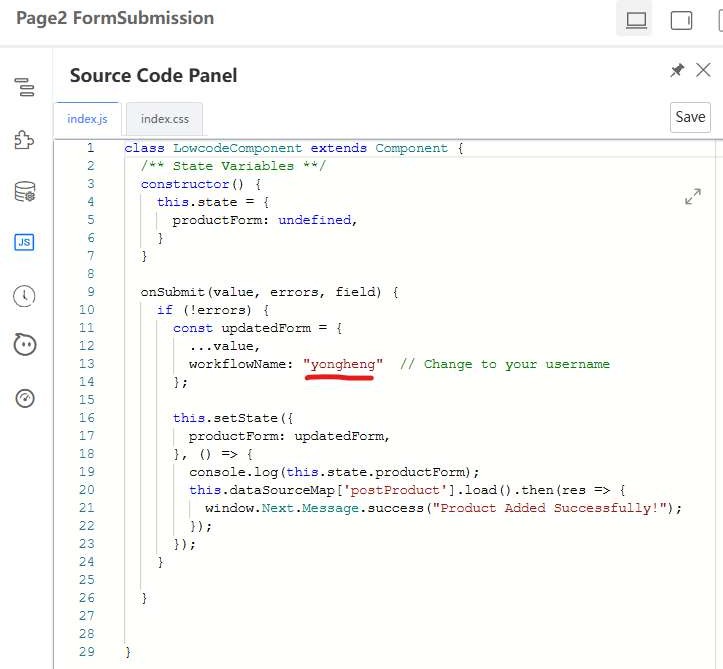 Page2 FormSubmission
Source Code Panel
index.js
index.css
Save
JS
1 class LowcodeComponent extends Component {
2 /** State Variables **/
3 constructor() {
4 this.state = {
5 productForm: undefined,
6 }
7 }
8
9 onSubmit(value, errors, field) {
10 if (!errors) {
11 const updatedForm = {
12 ...value,
13 workflowName: "yongheng" // Change to your username
14 };
15
16 this.setState({
17 productForm: updatedForm,
18 }, () => {
19 console.log(this.state.productForm);
20 this.dataSourceMap['postProduct'].load().then(res => {
21 window.Next.Message.success("Product Added Successfully!");
22 });
23 });
24 }
25
26 }
27
28
29 }